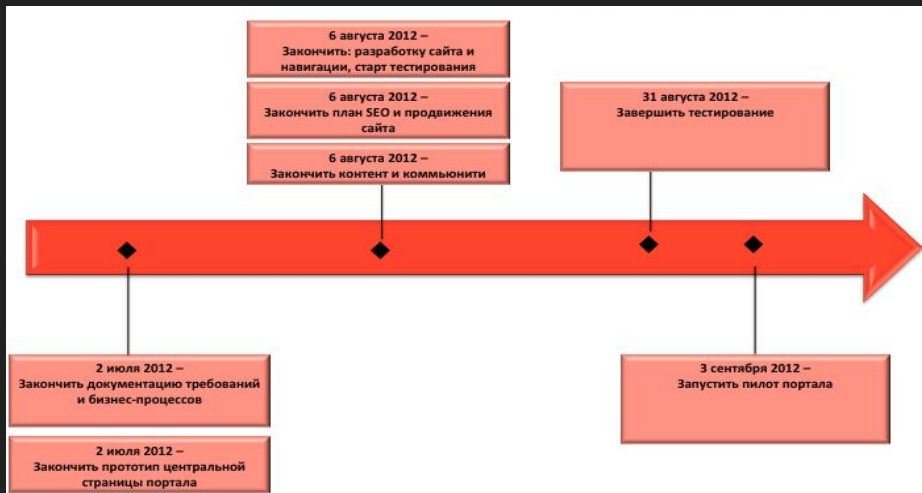 6 августа 2012 –
Закончить: разработку сайта и
навигации, старт тестирования
6 августа 2012 –
Закончить план SEO и продвижения
сайта
6 августа 2012 –
Закончить контент и коммьюнити
31 августа 2012 –
Завершить тестирование
2 июля 2012 –
Закончить документацию требований
и бизнес-процессов
2 июля 2012 –
Закончить прототип центральной
страницы портала
3 сентября 2012 –
Запустить пилот портала